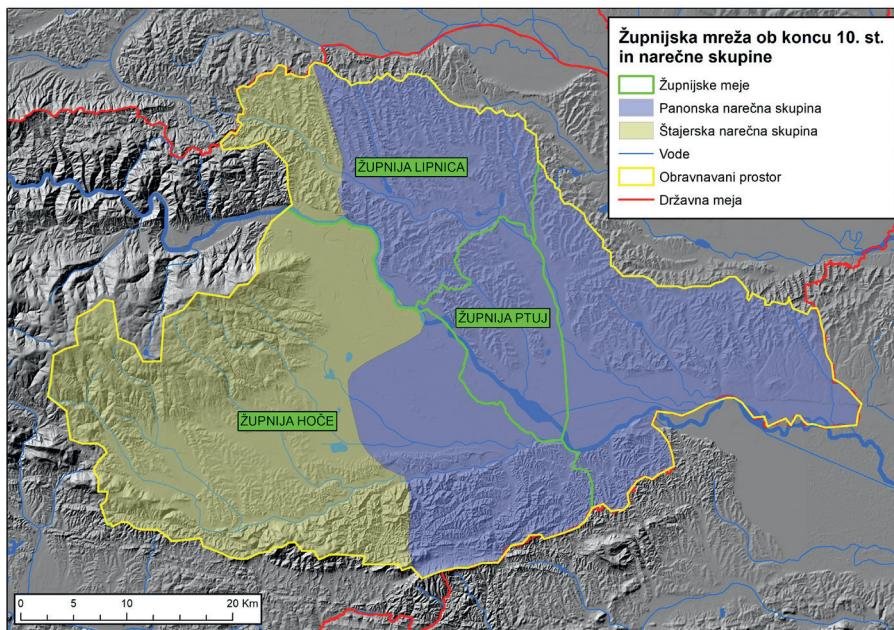 Župnijska mreža ob koncu 10. st.
in narečne skupine
Župnijske meje
Panonska narečna skupina
Štajerska narečna skupina
Vode
Obravnavani prostor
Državna meja
ŽUPNIJA LIPNICA
ŽUPNIJA PTUJ
ŽUPNIJA HOČE
0 5 10 20 Km